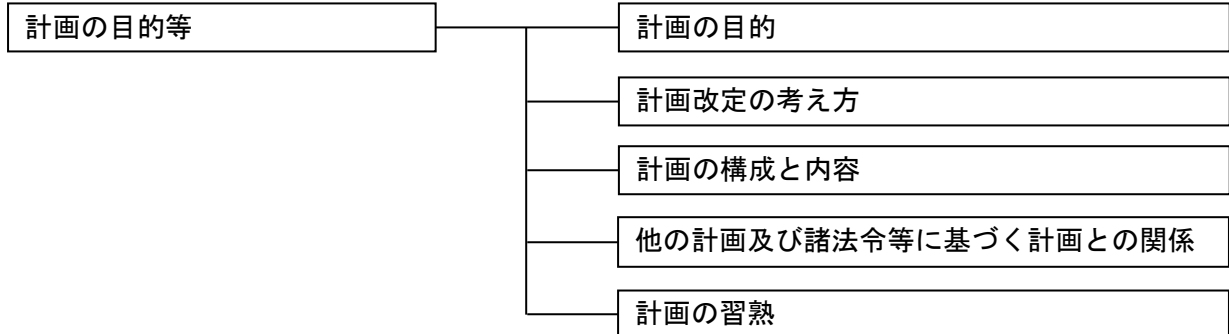 計画の目的等
計画の目的
計画改定の考え方
計画の構成と内容
他の計画及び諸法令等に基づく計画との関係
計画の習熟